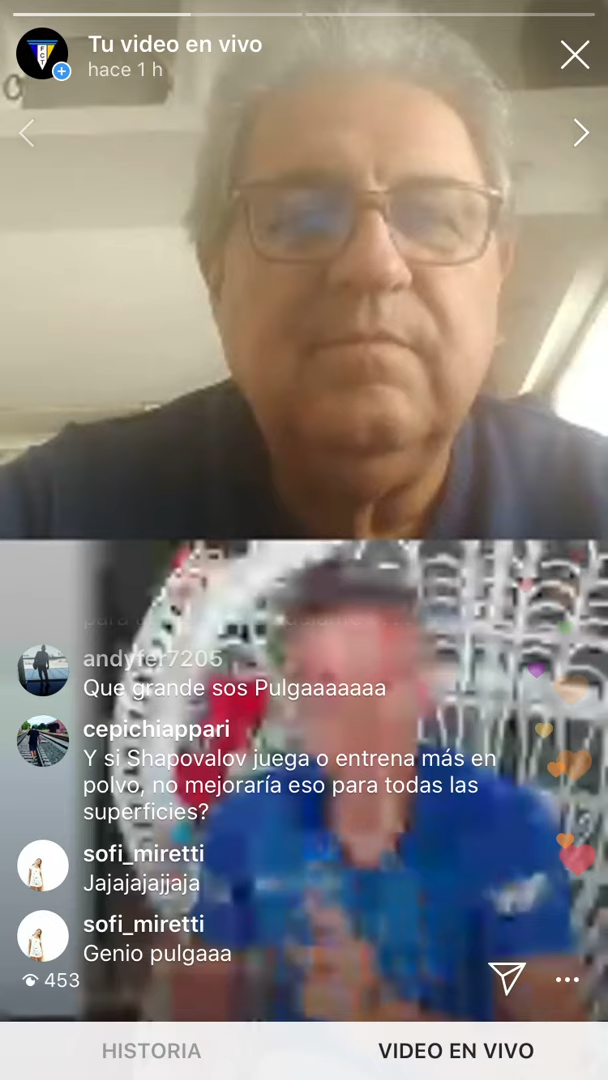 Tu video en vivo
hace 1 h
andyfer7205
Que grande sos Pulgaaaaaaa
cepichiappari
Y si Shapovalov juega o entrena más en
polvo, no mejoraría eso para todas las
superficies?
sofi_miretti
Jajajajajjaja
sofi_miretti
Genio pulgaaa
453
HISTORIA
VIDEO EN VIVO